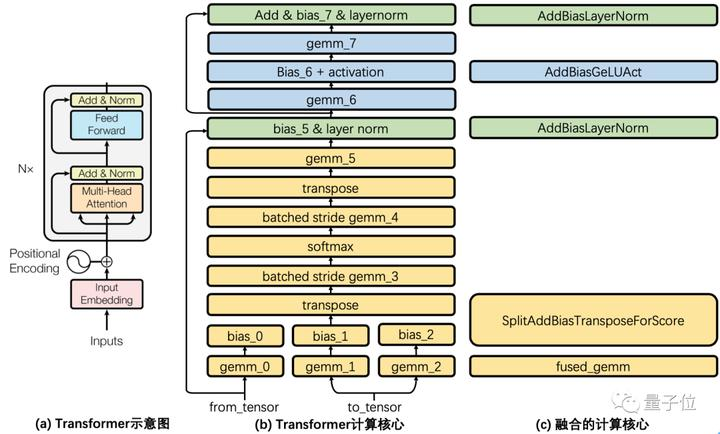 Add & Norm
Feed
Forward
Add & Norm
Multi-Head
Attention
N×
Positional
Encoding
Input
Embedding
Inputs
(a) Transformer示意图
Add & bias_7 & layernorm
gemm_7
Bias_6 + activation
gemm_6
bias_5 & layer norm
gemm_5
transpose
batched stride gemm_4
softmax
batched stride gemm_3
transpose
bias_0 bias_1 bias_2
gemm_0 gemm_1 gemm_2
from_tensor to_tensor
(b) Transformer计算核心
AddBiasLayerNorm
AddBiasGeLUAct
AddBiasLayerNorm
SplitAddBiasTransposeForScore
fused_gemm
量子位
(c) 融合的计算核心